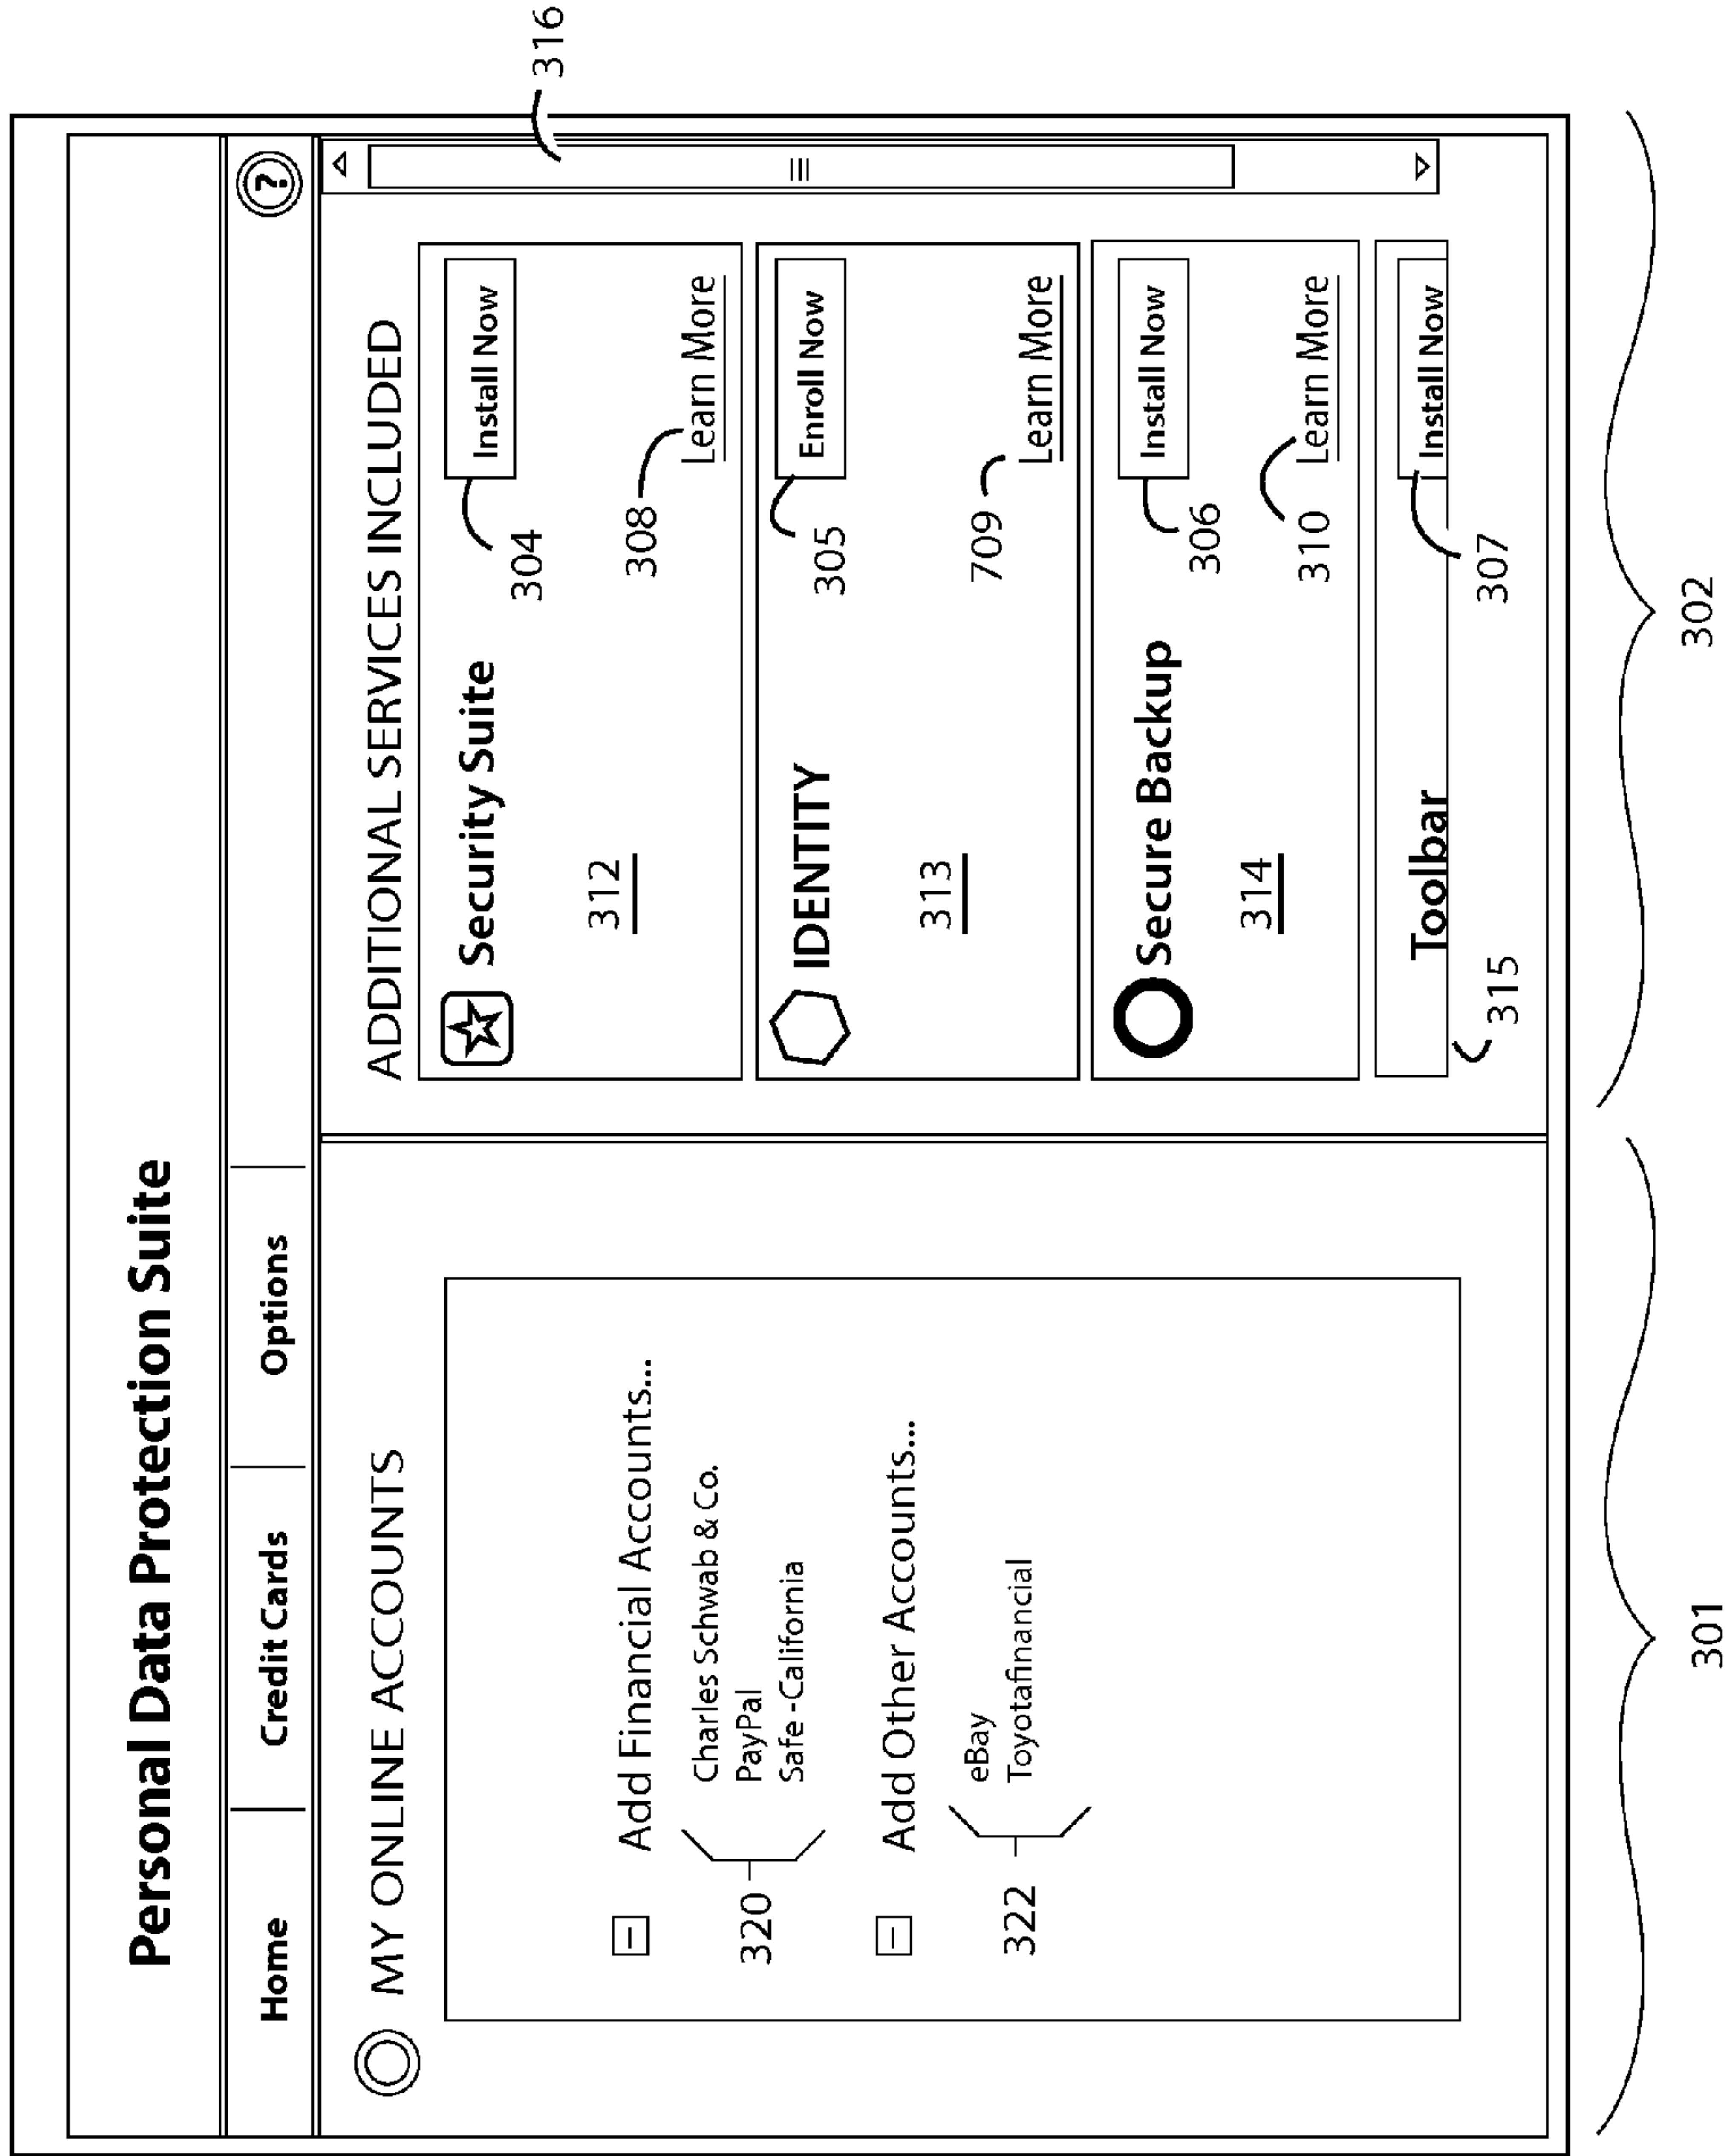 Personal Data Protection Suite
Home
Credit Cards
Options
?
MY ONLINE ACCOUNTS
Add Financial Accounts...
Charles Schwab & Co.
PayPal
Safe-California
320
Add Other Accounts...
eBay
Toyotafinancial
322
301
ADDITIONAL SERVICES INCLUDED
316
Security Suite
Install Now
304
312
308
Learn More
IDENTITY
Enroll Now
305
313
709
Learn More
Secure Backup
Install Now
306
314
310
Learn More
Toolbar
Install Now
315
307
302